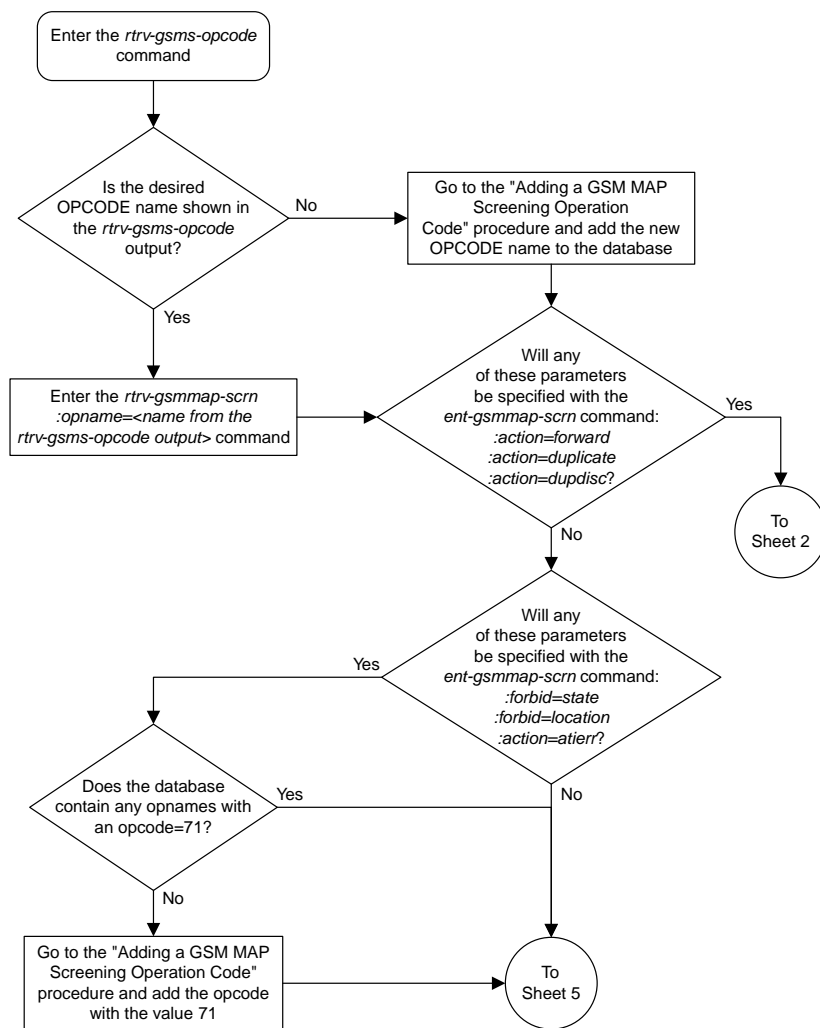 Enter the rtrv-gsms-opcode
command
Is the desired
OPCODE name shown in
the rtrv-gsms-opcode
output?
No
Go to the "Adding a GSM MAP
Screening Operation
Code" procedure and add the new
OPCODE name to the database
Yes
Enter the rtrv-gsmmap-scrn
:opname=<name from the
rtrv-gsms-opcode output> command
Will any
of these parameters
be specified with the
ent-gsmmap-scrn command:
:action=forward
:action=duplicate
:action=dupdisc?
Yes
To
Sheet 2
No
Will any
of these parameters
be specified with the
ent-gsmmap-scrn command:
:forbid=state
:forbid=location
:action=atierr?
Yes
No
Does the database
contain any opnames with
an opcode=71?
Yes
No
Go to the "Adding a GSM MAP
Screening Operation Code"
procedure and add the opcode
with the value 71
To
Sheet 5